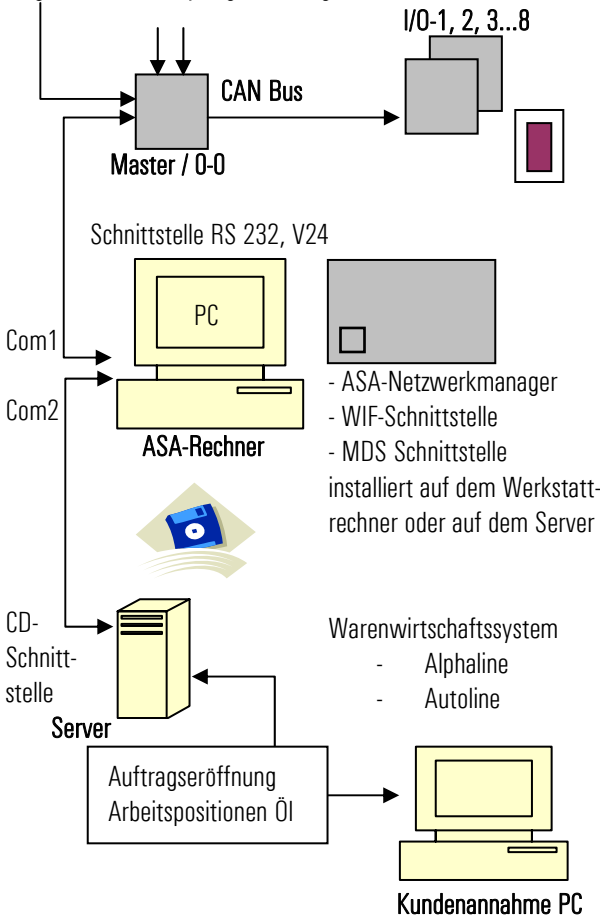 I/0-1, 2, 3...8
CAN Bus
Master / 0-0
Schnittstelle RS 232, V24
PC
Com1
Com2
ASA-Rechner
- ASA-Netzwerkmanager
- WIF-Schnittstelle
- MDS Schnittstelle
installiert auf dem Werkstatt-
rechner oder auf dem Server
CD-
Schnitt-
stelle
Server
Warenwirtschaftssystem
- Alphaline
- Autoline
Auftragseröffnung
Arbeitspositionen Öl
Kundenannahme PC